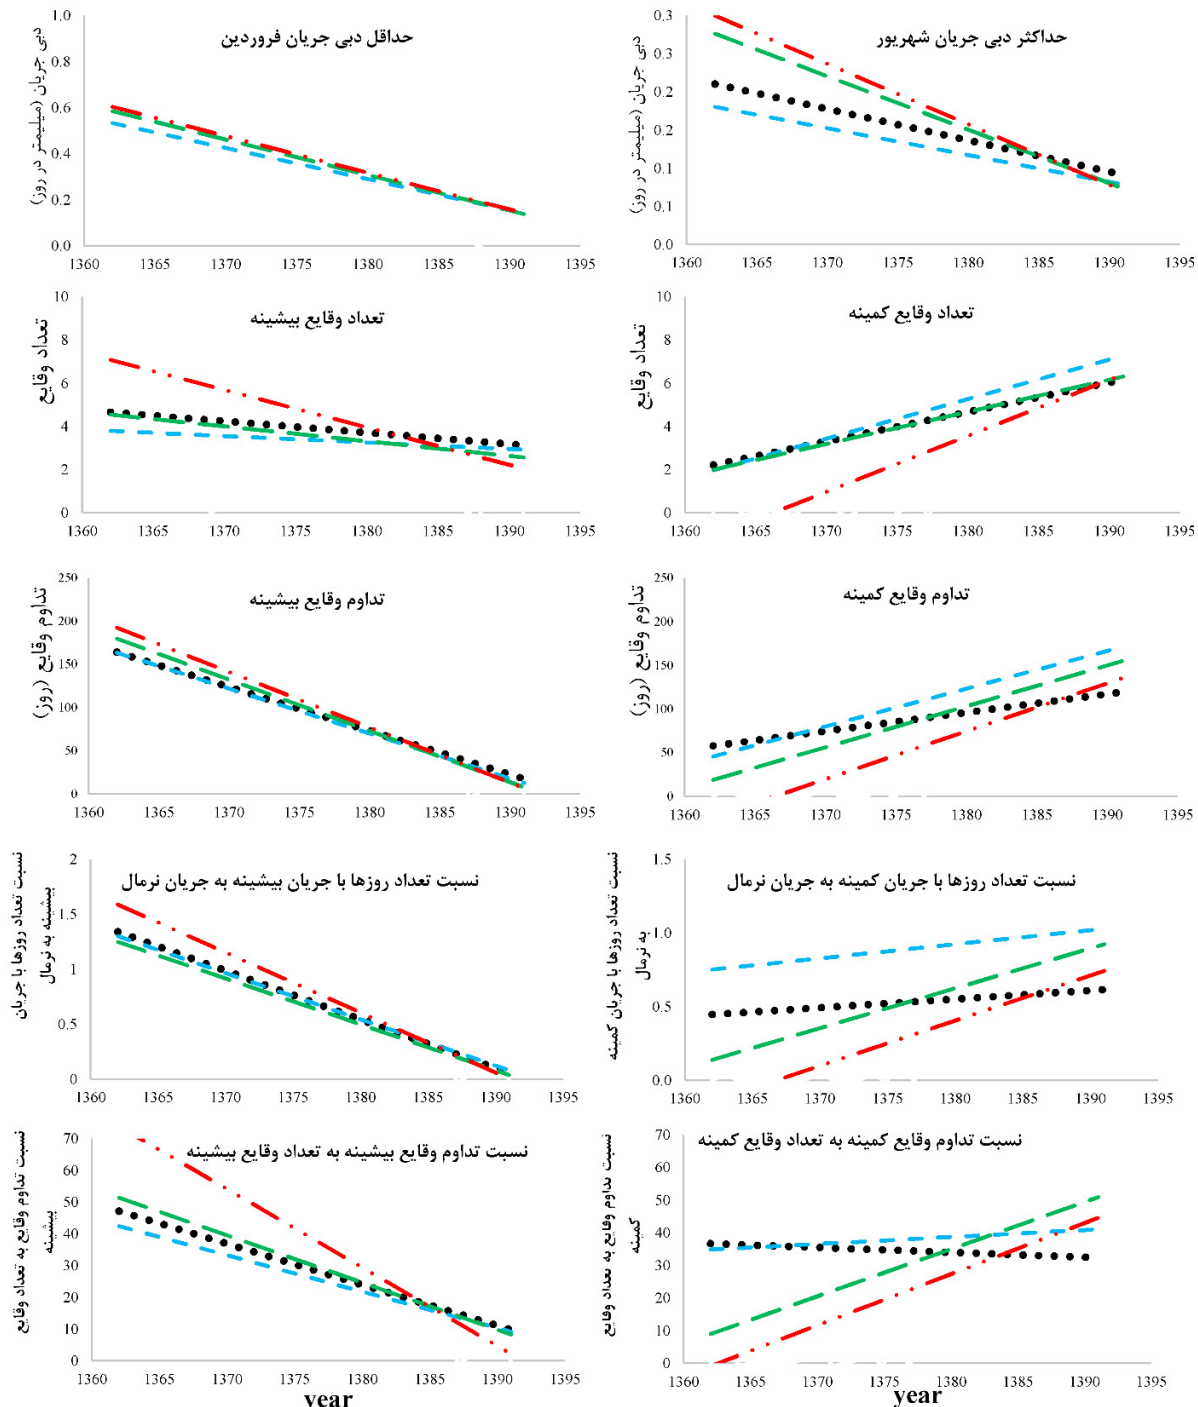 حداقل دبی جریان فروردین
دبی جریان (میلیمتر در روز)
1.0
0.8
0.6
0.4
0.2
0.0
1360 1365 1370 1375 1380 1385 1390 1395
حداکثر دبی جریان شهریور
دبی جریان (میلیمتر در روز)
0.3
0.3
0.2
0.2
0.1
0.1
0.0
1360 1365 1370 1375 1380 1385 1390 1395
تعداد وقایع بیشینه
تعداد وقایع
10
8
6
4
2
0
1360 1365 1370 1375 1380 1385 1390 1395
تعداد وقایع کمینه
تعداد وقایع
10
8
6
4
2
0
1360 1365 1370 1375 1380 1385 1390 1395
تداوم وقایع بیشینه
تداوم وقایع (روز)
250
200
150
100
50
0
1360 1365 1370 1375 1380 1385 1390 1395
تداوم وقایع کمینه
تداوم وقایع (روز)
250
200
150
100
50
0
1360 1365 1370 1375 1380 1385 1390 1395
نسبت تعداد روزها با جریان بیشینه به جریان نرمال
نسبت تعداد روزها با جریان
بیشینه به نرمال
2
1.5
1
0.5
0
1360 1365 1370 1375 1380 1385 1390 1395
نسبت تعداد روزها با جریان کمینه به جریان نرمال
نسبت تعداد روزها با جریان کمینه
به نرمال
1.5
1.0
0.5
0.0
1360 1365 1370 1375 1380 1385 1390 1395
نسبت تداوم وقایع بیشینه به تعداد وقایع بیشینه
نسبت تداوم وقایع به تعداد وقایع
بیشینه
70
60
50
40
30
20
10
0
1360 1365 1370 1375 1380 1385 1390 1395
year
نسبت تداوم وقایع کمینه به تعداد وقایع کمینه
نسبت تداوم وقایع به تعداد وقایع
کمینه
70
60
50
40
30
20
10
0
1360 1365 1370 1375 1380 1385 1390 1395
year